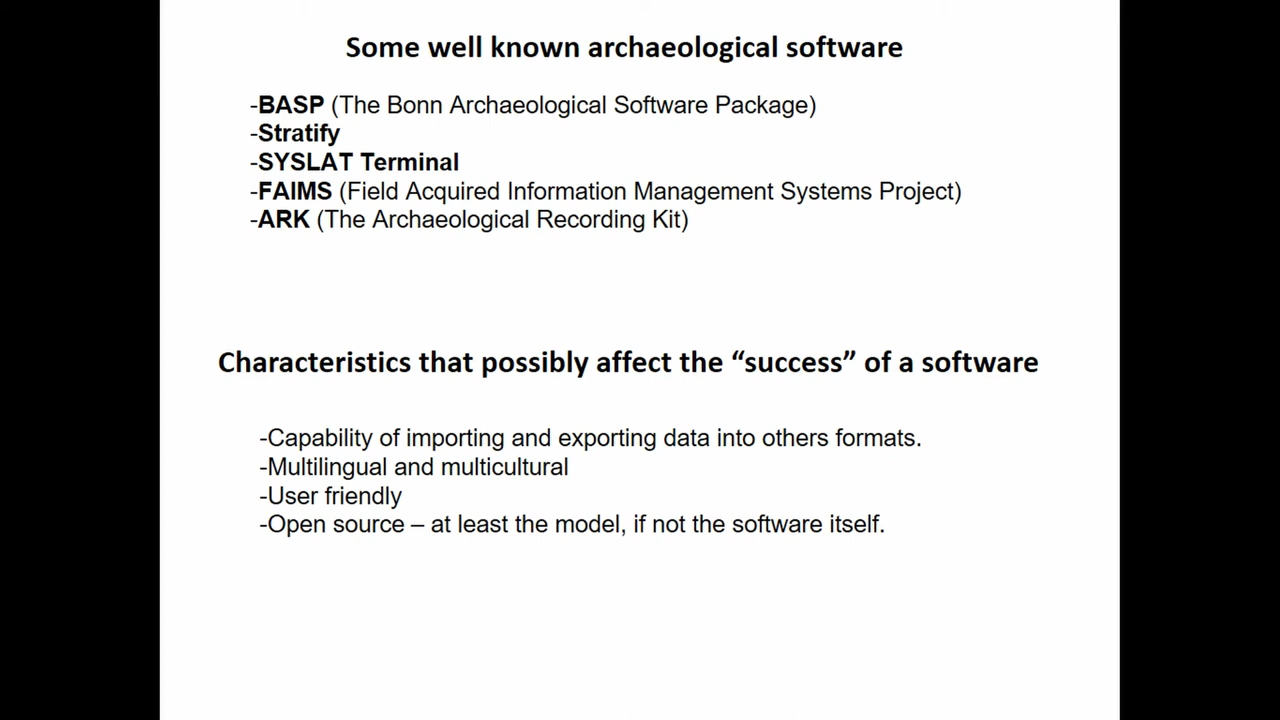 Some well known archaeological software
-BASP (The Bonn Archaeological Software Package)
-Stratify
-SYSLAT Terminal
-FAIMS (Field Acquired Information Management Systems Project)
-ARK (The Archaeological Recording Kit)
Characteristics that possibly affect the “success” of a software
-Capability of importing and exporting data into others formats.
-Multilingual and multicultural
-User friendly
-Open source – at least the model, if not the software itself.